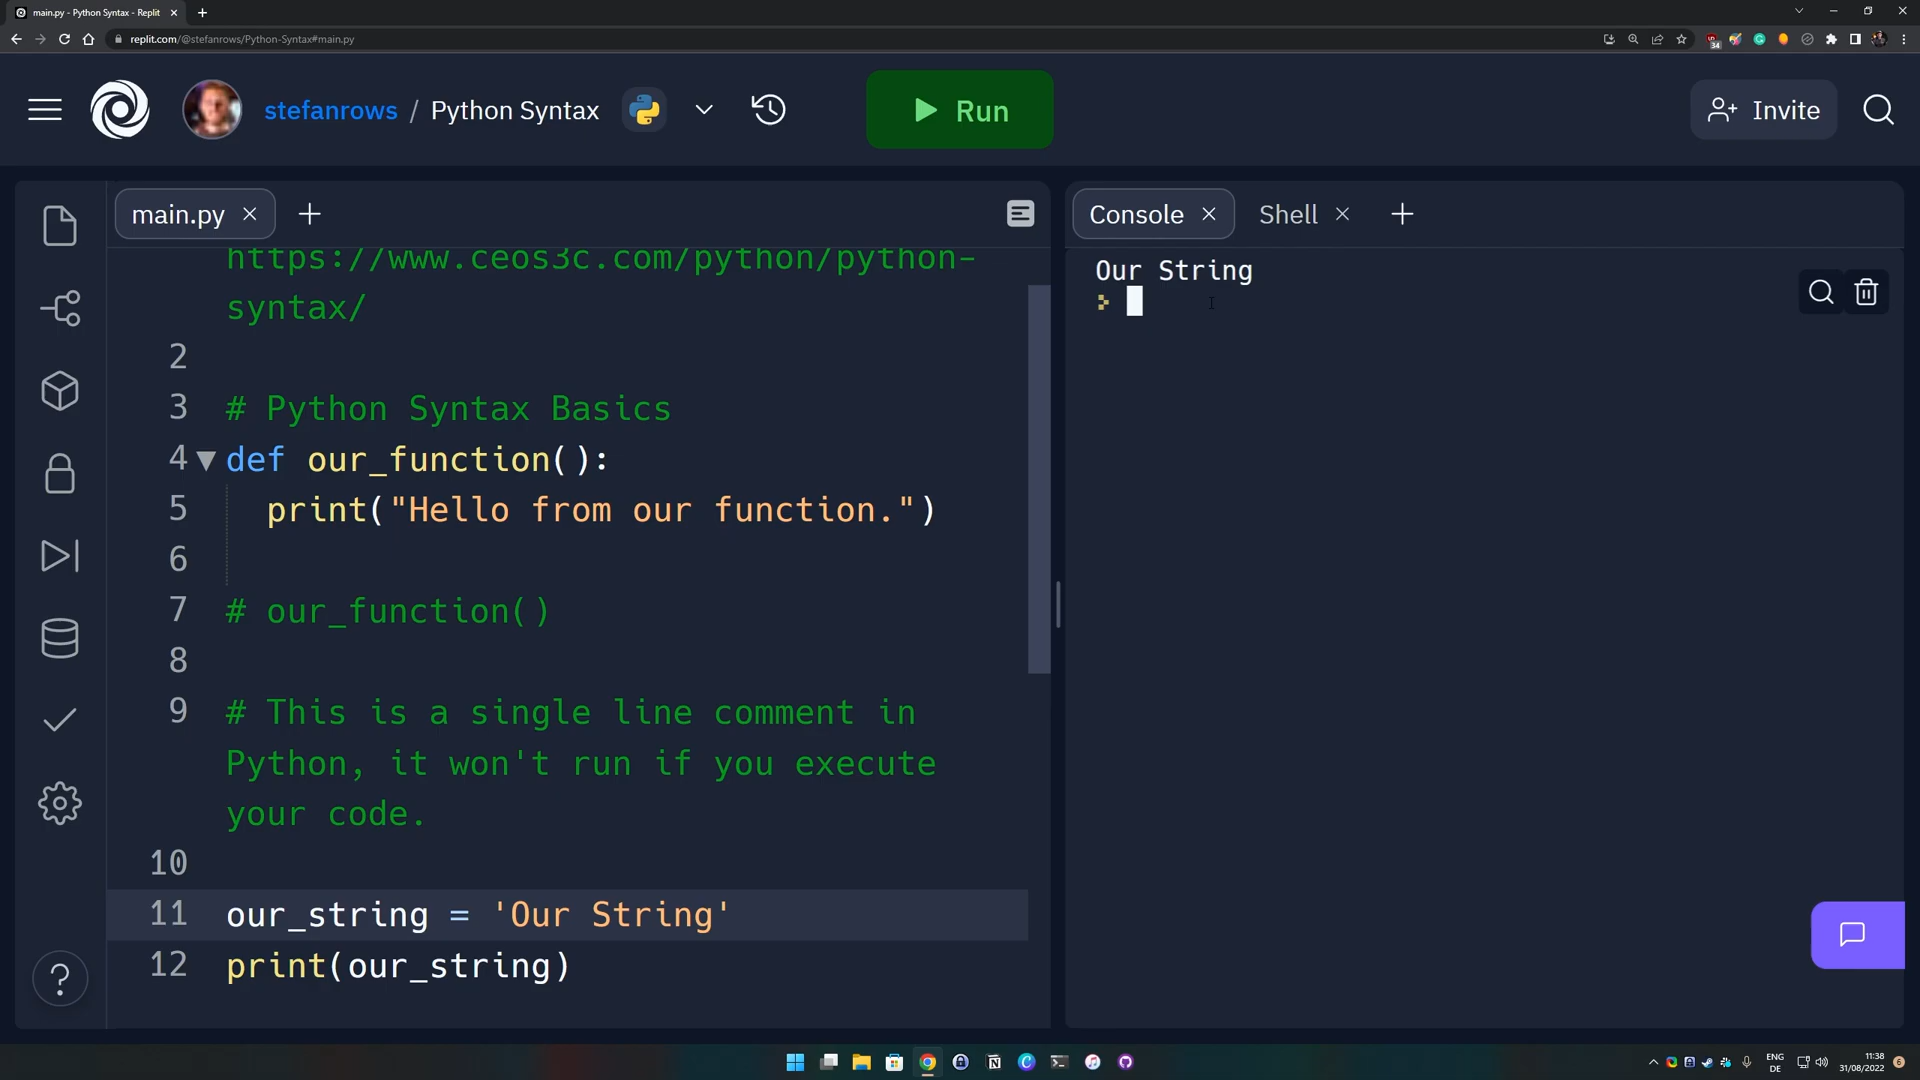 main.py - Python Syntax - Replit
replit.com/@stefanrows/Python-Syntax#main.py
34
stefanrows / Python Syntax
Run
Invite
main.py
https://www.ceos3c.com/python/python-
syntax/
2
3 # Python Syntax Basics
4 def our_function():
5 print("Hello from our function.")
6
7 # our_function()
8
9 # This is a single line comment in
Python, it won't run if you execute
your code.
10
11 our_string = 'Our String'
12 print(our_string)
Console
Shell
Our String
ENG
DE
11:38
31/08/2022
6